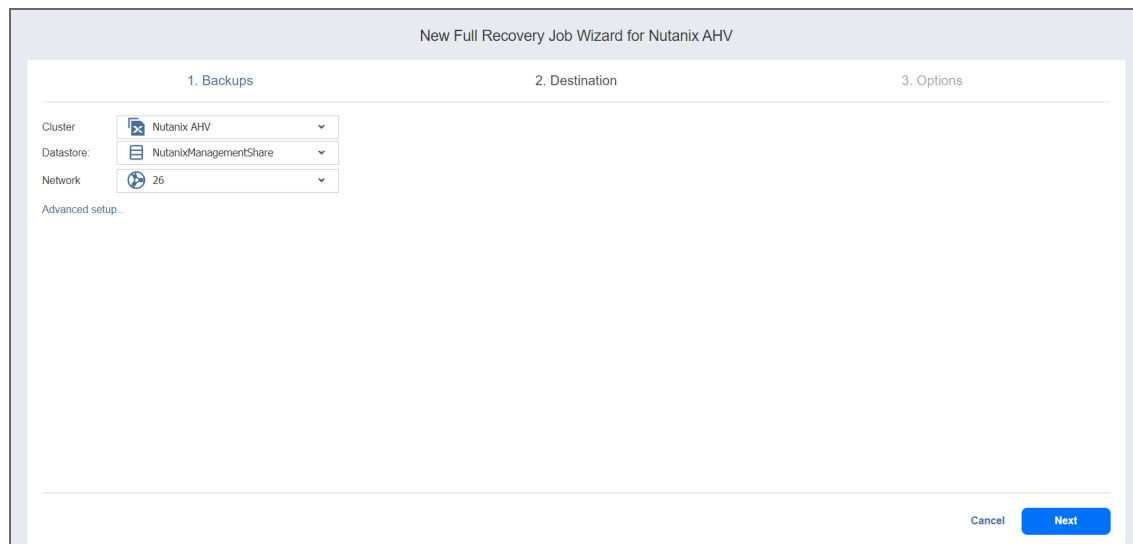 New Full Recovery Job Wizard for Nutanix AHV
1. Backups 2. Destination 3. Options
Cluster Nutanix AHV
Datastore: NutanixManagementShare
Network 26
Advanced setup...
Cancel Next